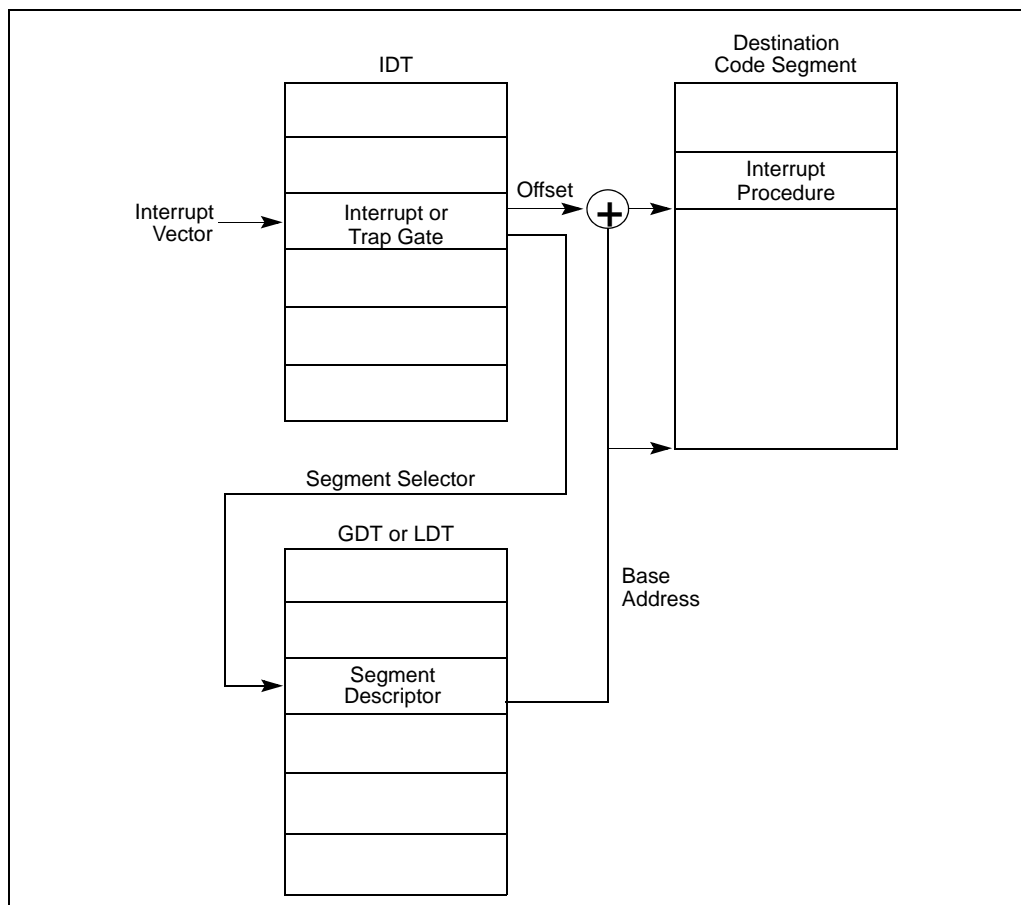 IDT
Destination
Code Segment
Interrupt
Vector
Interrupt or
Trap Gate
Offset
+
Interrupt
Procedure
Segment Selector
GDT or LDT
Base
Address
Segment
Descriptor